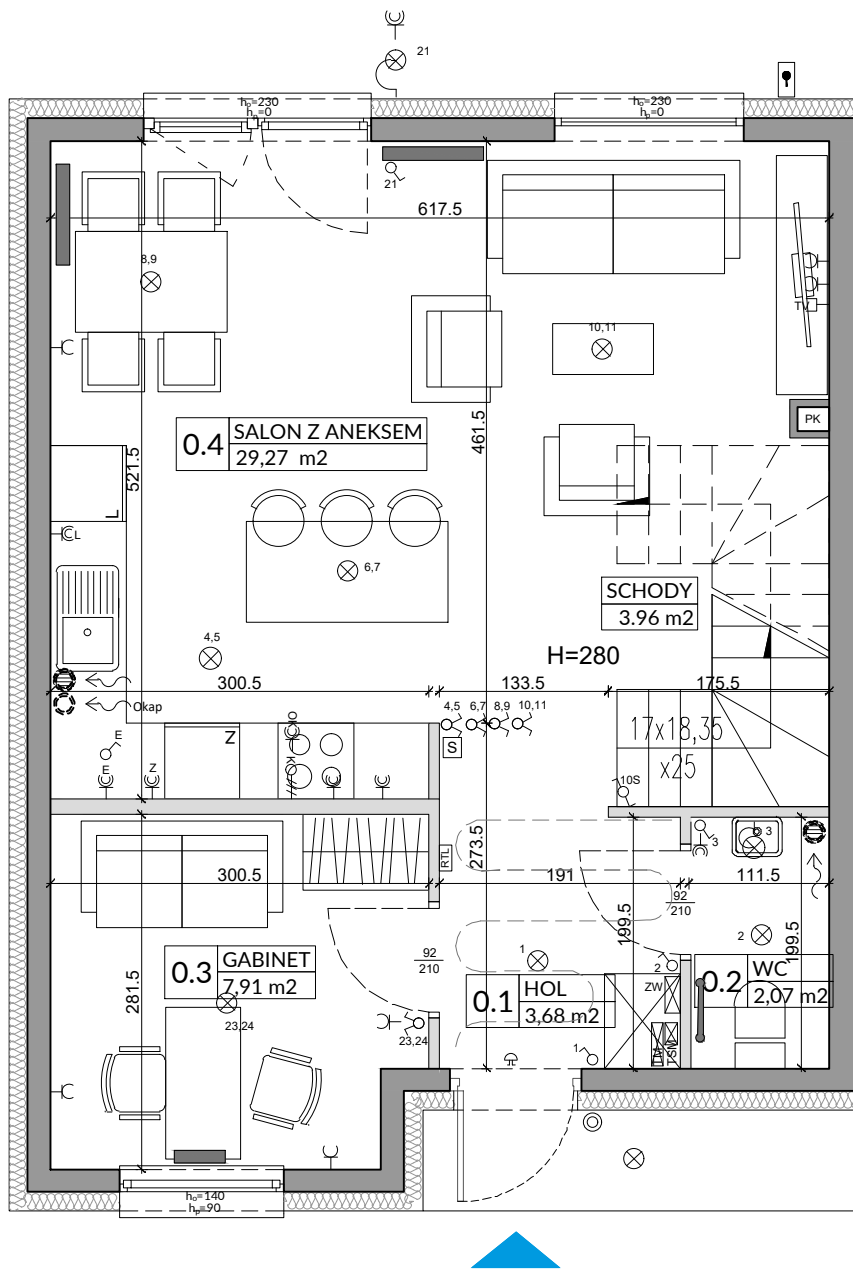 21
hₒ=230
hₚ=0
hₒ=230
hₚ=0
21
617.5
8,9
TV
10,11
PK
0.4 SALON Z ANEKSEM
29,27 m2
521.5
461.5
L
L
6,7
SCHODY
3.96 m2
4,5
H=280
300.5
133.5
175.5
Okap
4,5
6,7
8,9
10,11
S
17x18,35
x25
E
E
Z
Z
OK
K
10S
3
3
RTL
273.5
300.5
191
111.5
92
210
199.5
199.5
2
92
210
1
2
0.3 GABINET
7,91 m2
281.5
0.1 HOL
3,68 m2
0.2 WC
2,07 m2
ZW
23,24
23,24
1
TM
TSM
hₒ=140
hₚ=90